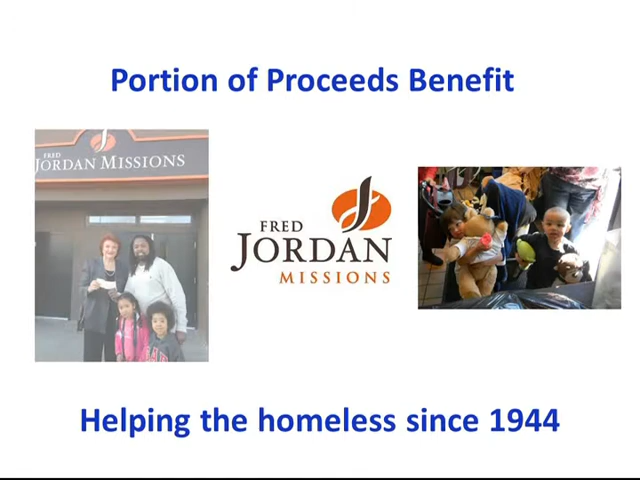 Portion of Proceeds Benefit
FRED
JORDAN MISSIONS
FRED
JORDAN
MISSIONS
Helping the homeless since 1944